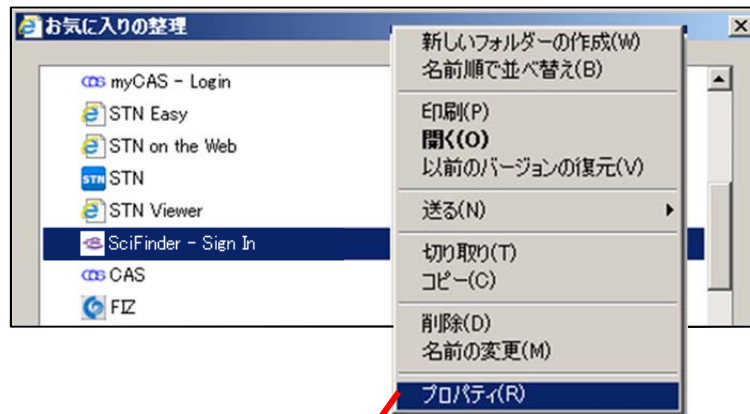 お気に入りの整理
myCAS - Login
STN Easy
STN on the Web
STN STN
STN Viewer
SciFinder - Sign In
CAS CAS
FIZ
新しいフォルダーの作成(W)
名前順で並べ替え(B)
印刷(P)
開く(O)
以前のバージョンの復元(V)
送る(N)
切り取り(T)
コピー(C)
削除(D)
名前の変更(M)
プロパティ(R)